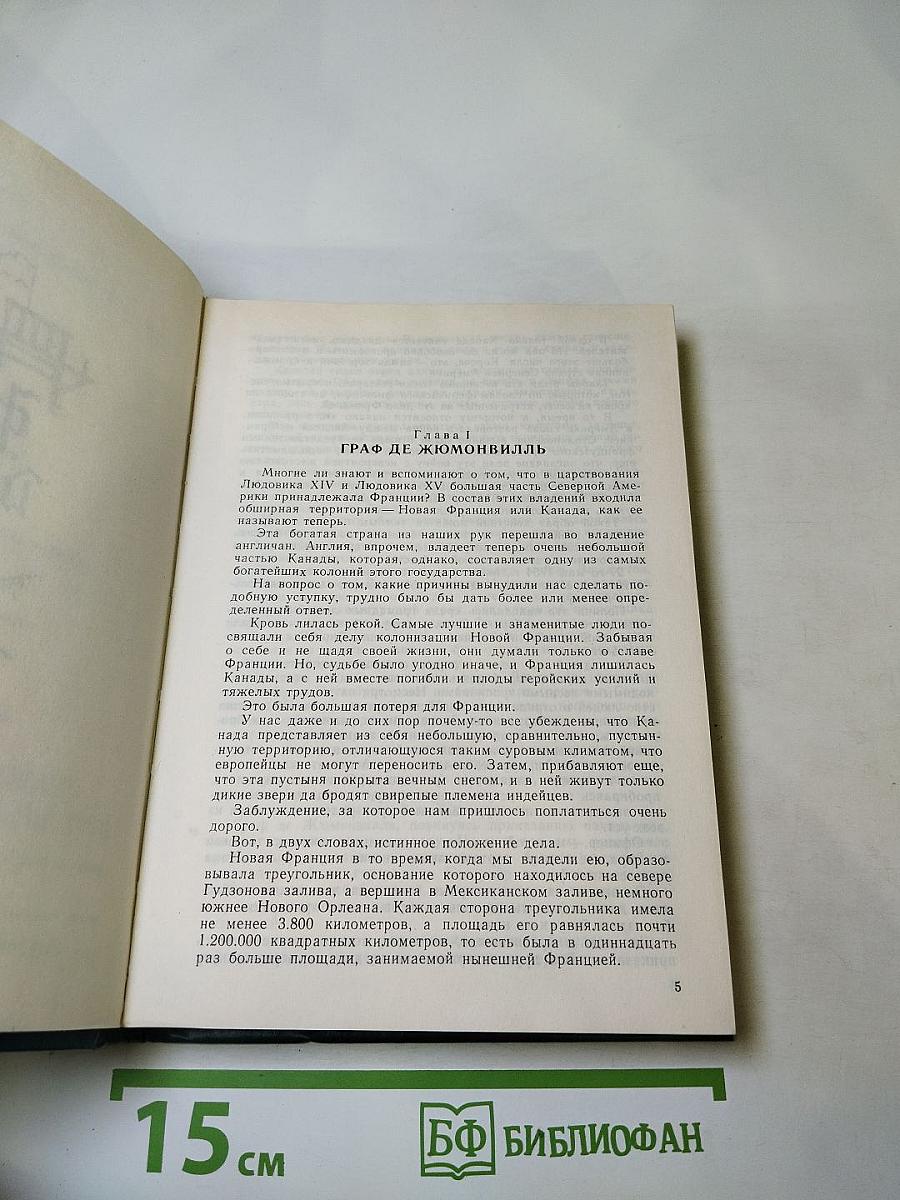 Глава I
ГРАФ ДЕ ЖЮМОНВИЛЛЬ
Многие ли знают и вспоминают о том, что в царствования
Людовика XIV и Людовика XV большая часть Северной Аме-
рики принадлежала Франции? В состав этих владений входила
обширная территория — Новая Франция или Канада, как ее
называют теперь.
Эта богатая страна из наших рук перешла во владение
англичан. Англия, впрочем, владеет теперь очень небольшой
частью Канады, которая, однако, составляет одну из самых
богатейших колоний этого государства.
На вопрос о том, какие причины вынудили нас сделать по-
добную уступку, трудно было бы дать более или менее опре-
деленный ответ.
Кровь лилась рекой. Самые лучшие и знаменитые люди по-
свящали себя делу колонизации Новой Франции. Забывая
о себе и не щадя своей жизни, они думали только о славе
Франции. Но, судьбе было угодно иначе, и Франция лишилась
Канады, а с ней вместе погибли и плоды геройских усилий и
тяжелых трудов.
Это была большая потеря для Франции.
У нас даже и до сих пор почему-то все убеждены, что Ка-
нада представляет из себя небольшую, сравнительно, пустын-
ную территорию, отличающуюся таким суровым климатом, что
европейцы не могут переносить его. Затем, прибавляют еще,
что эта пустыня покрыта вечным снегом, и в ней живут только
дикие звери да бродят свирепые племена индейцев.
Заблуждение, за которое нам пришлось поплатиться очень
дорого.
Вот, в двух словах, истинное положение дела.
Новая Франция в то время, когда мы владели ею, образо-
вывала треугольник, основание которого находилось на севере
Гудзонова залива, а вершина в Мексиканском заливе, немного
южнее Нового Орлеана. Каждая сторона треугольника имела
не менее 3.800 километров, а площадь его равнялась почти
1.200.000 квадратных километров, то есть была в одиннадцать
раз больше площади, занимаемой нынешней Францией.
5
15 см
БФ БИБЛИОФАН